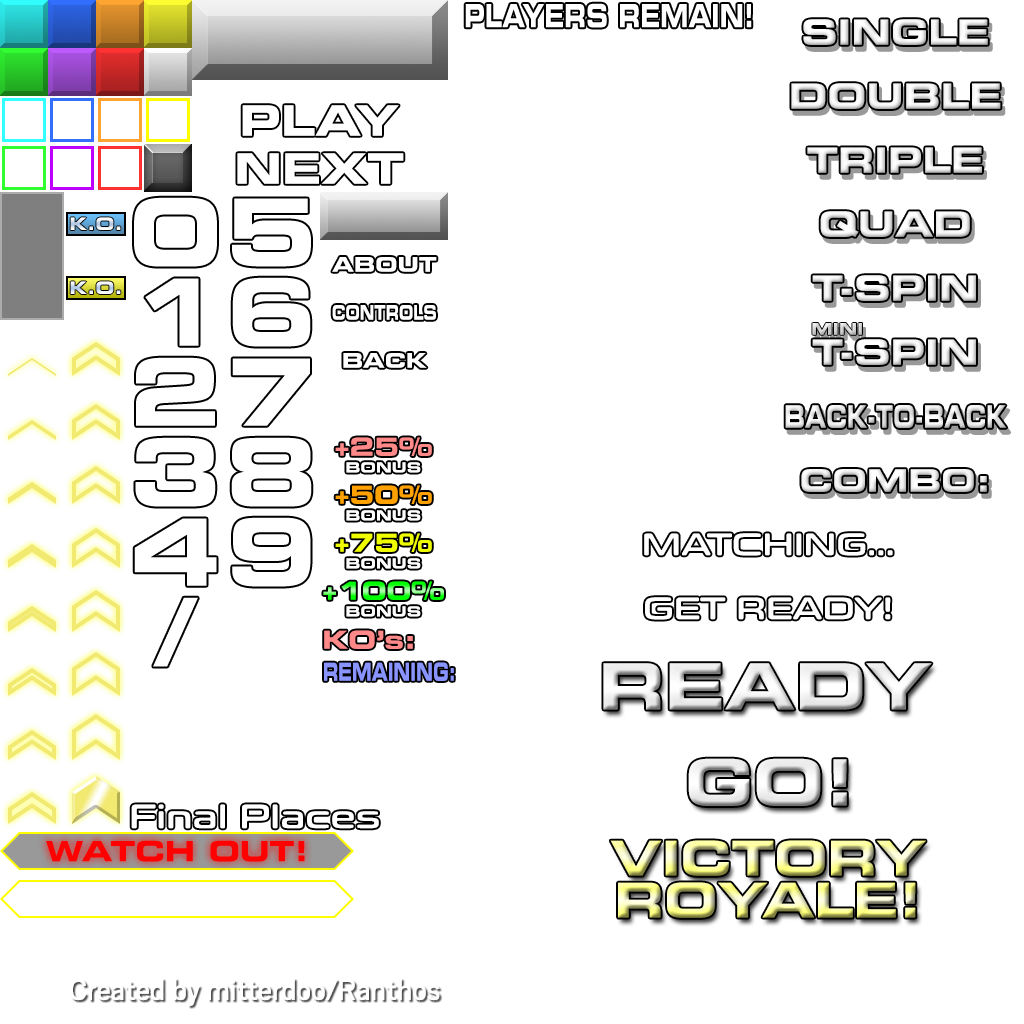 PLAYERS REMAIN!
SINGLE
DOUBLE
TRIPLE
QUAD
T-SPIN
MINI
T-SPIN
BACK-TO-BACK
COMBO:
PLAY
NEXT
K.O.
K.O.
0 5
1 6
2 7
3 8
4 9
/
ABOUT
CONTROLS
BACK
+25%
BONUS
+50%
BONUS
+75%
BONUS
+100%
BONUS
KO's:
REMAINING:
MATCHING...
GET READY!
READY
GO!
VICTORY
ROYALE!
Final Places
WATCH OUT!
Created by mitterdoo/Ranthos